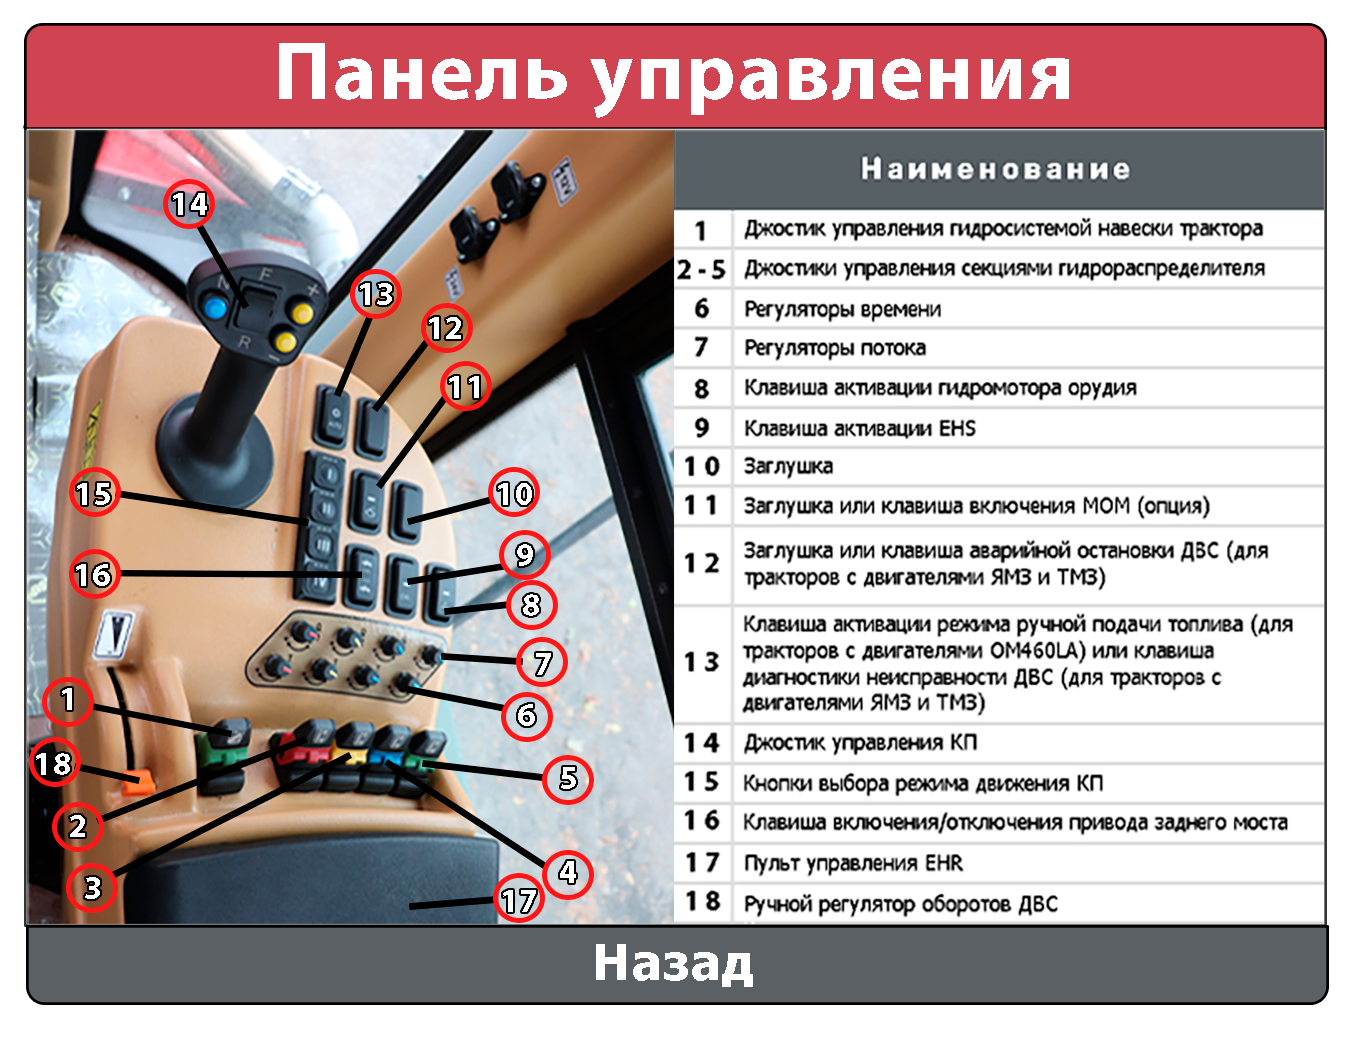 Панель управления
14
13
12
11
15
10
16
9
8
7
1
6
18
5
2
3
4
17
F
N
+
R
−
AUTO
12V
Наименование
1 Джостик управления гидросистемой навески трактора
2 - 5 Джостики управления секциями гидрораспределителя
6 Регуляторы времени
7 Регуляторы потока
8 Клавиша активации гидромотора орудия
9 Клавиша активации EHS
10 Заглушка
11 Заглушка или клавиша включения МОМ (опция)
12 Заглушка или клавиша аварийной остановки ДВС (для
тракторов с двигателями ЯМЗ и ТМЗ)
13 Клавиша активации режима ручной подачи топлива (для
тракторов с двигателями OM460LA) или клавиша
диагностики неисправности ДВС (для тракторов с
двигателями ЯМЗ и ТМЗ)
14 Джостик управления КП
15 Кнопки выбора режима движения КП
16 Клавиша включения/отключения привода заднего моста
17 Пульт управления EHR
18 Ручной регулятор оборотов ДВС
Назад